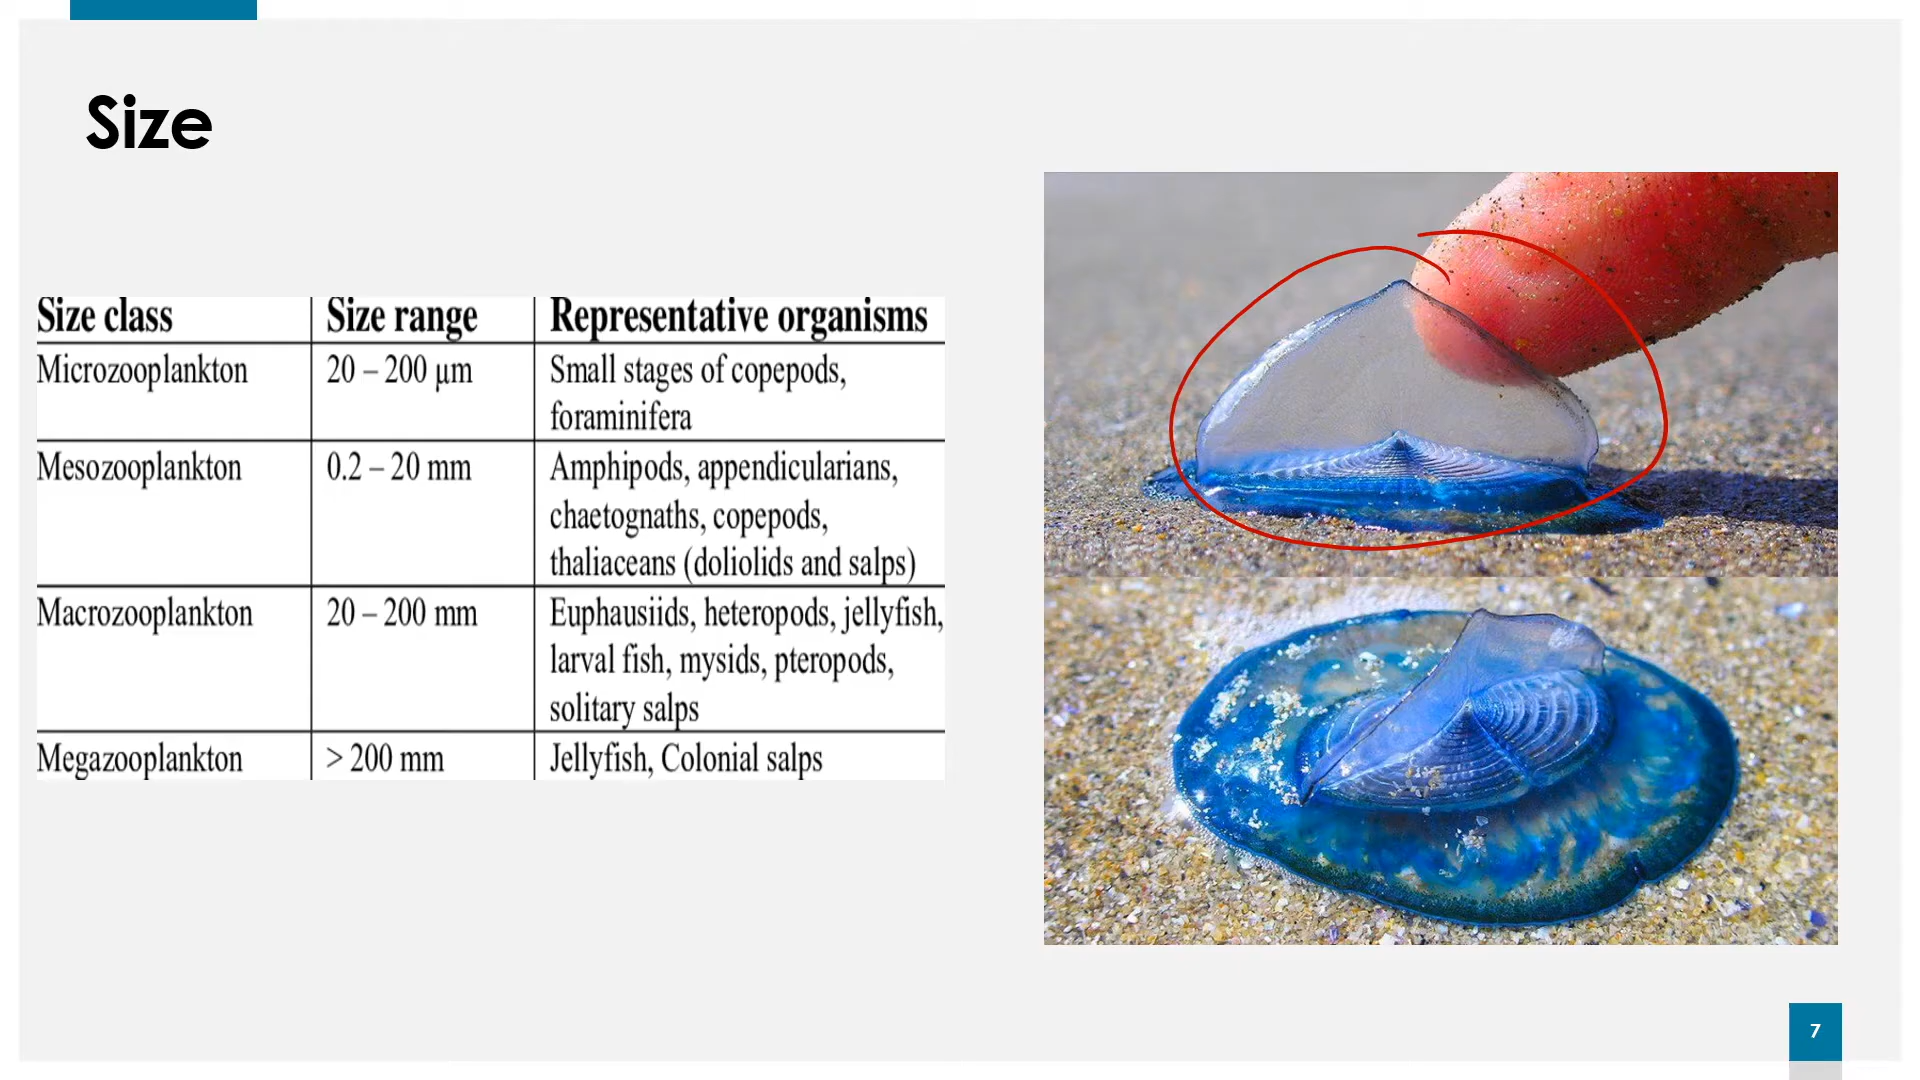 Size
Size class Size range Representative organisms
Microzooplankton 20 – 200 µm Small stages of copepods,
foraminifera
Mesozooplankton 0.2 – 20 mm Amphipods, appendicularians,
chaetognaths, copepods,
thaliaceans (doliolids and salps)
Macrozooplankton 20 – 200 mm Euphausiids, heteropods, jellyfish,
larval fish, mysids, pteropods,
solitary salps
Megazooplankton > 200 mm Jellyfish, Colonial salps
7